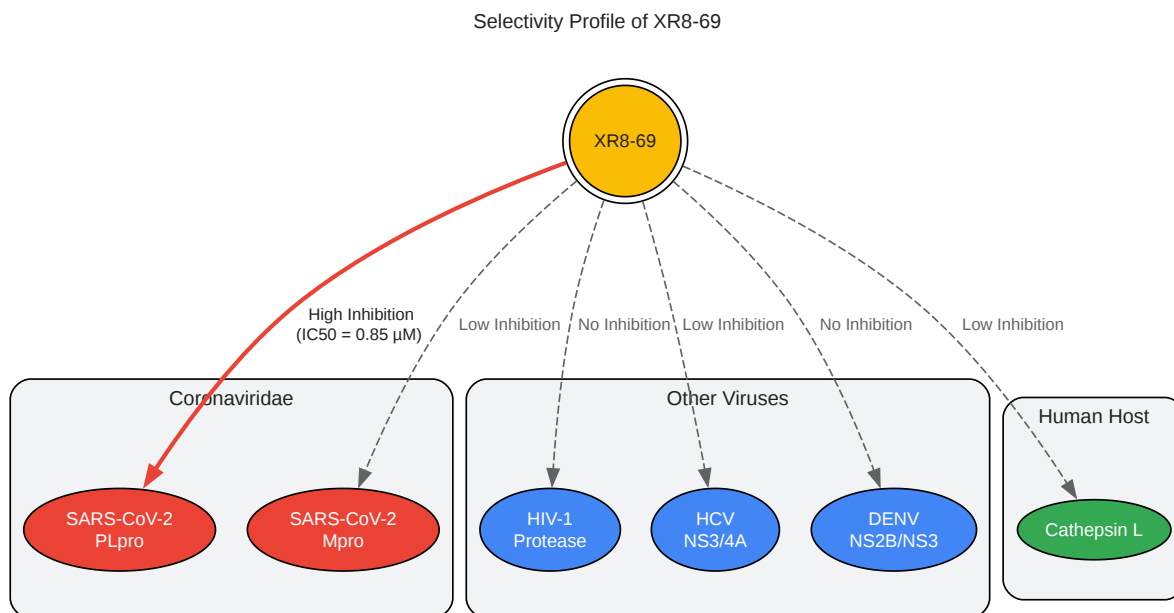 Selectivity Profile of XR8-69
XR8-69
High Inhibition
(IC50 = 0.85 µM)
Low Inhibition
No Inhibition
Low Inhibition
No Inhibition
Low Inhibition
Coronaviridae
Other Viruses
Human Host
SARS-CoV-2
PLpro
SARS-CoV-2
Mpro
HIV-1
Protease
HCV
NS3/4A
DENV
NS2B/NS3
Cathepsin L